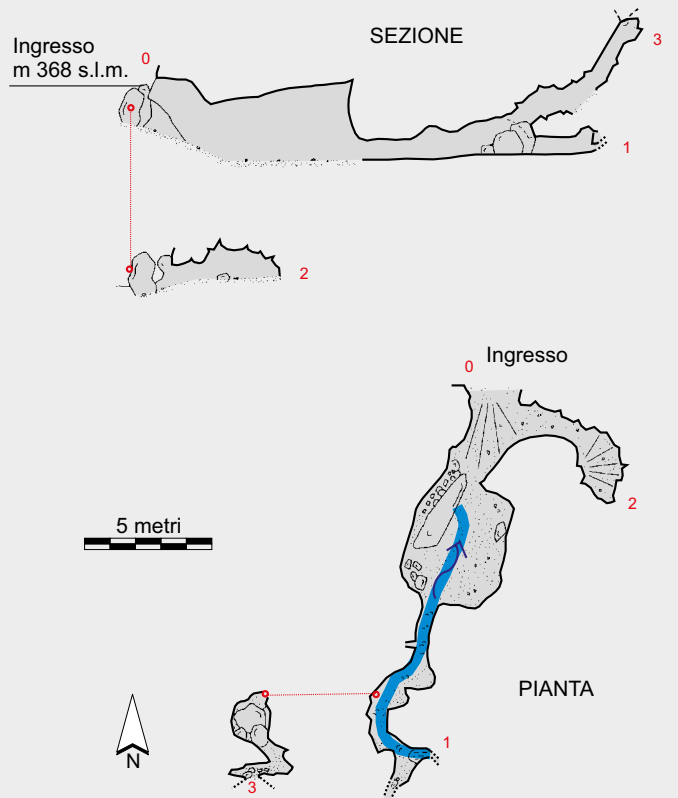 SEZIONE
Ingresso
m 368 s.l.m.
0
3
1
2
Ingresso
0
2
5 metri
PIANTA
N
1
3